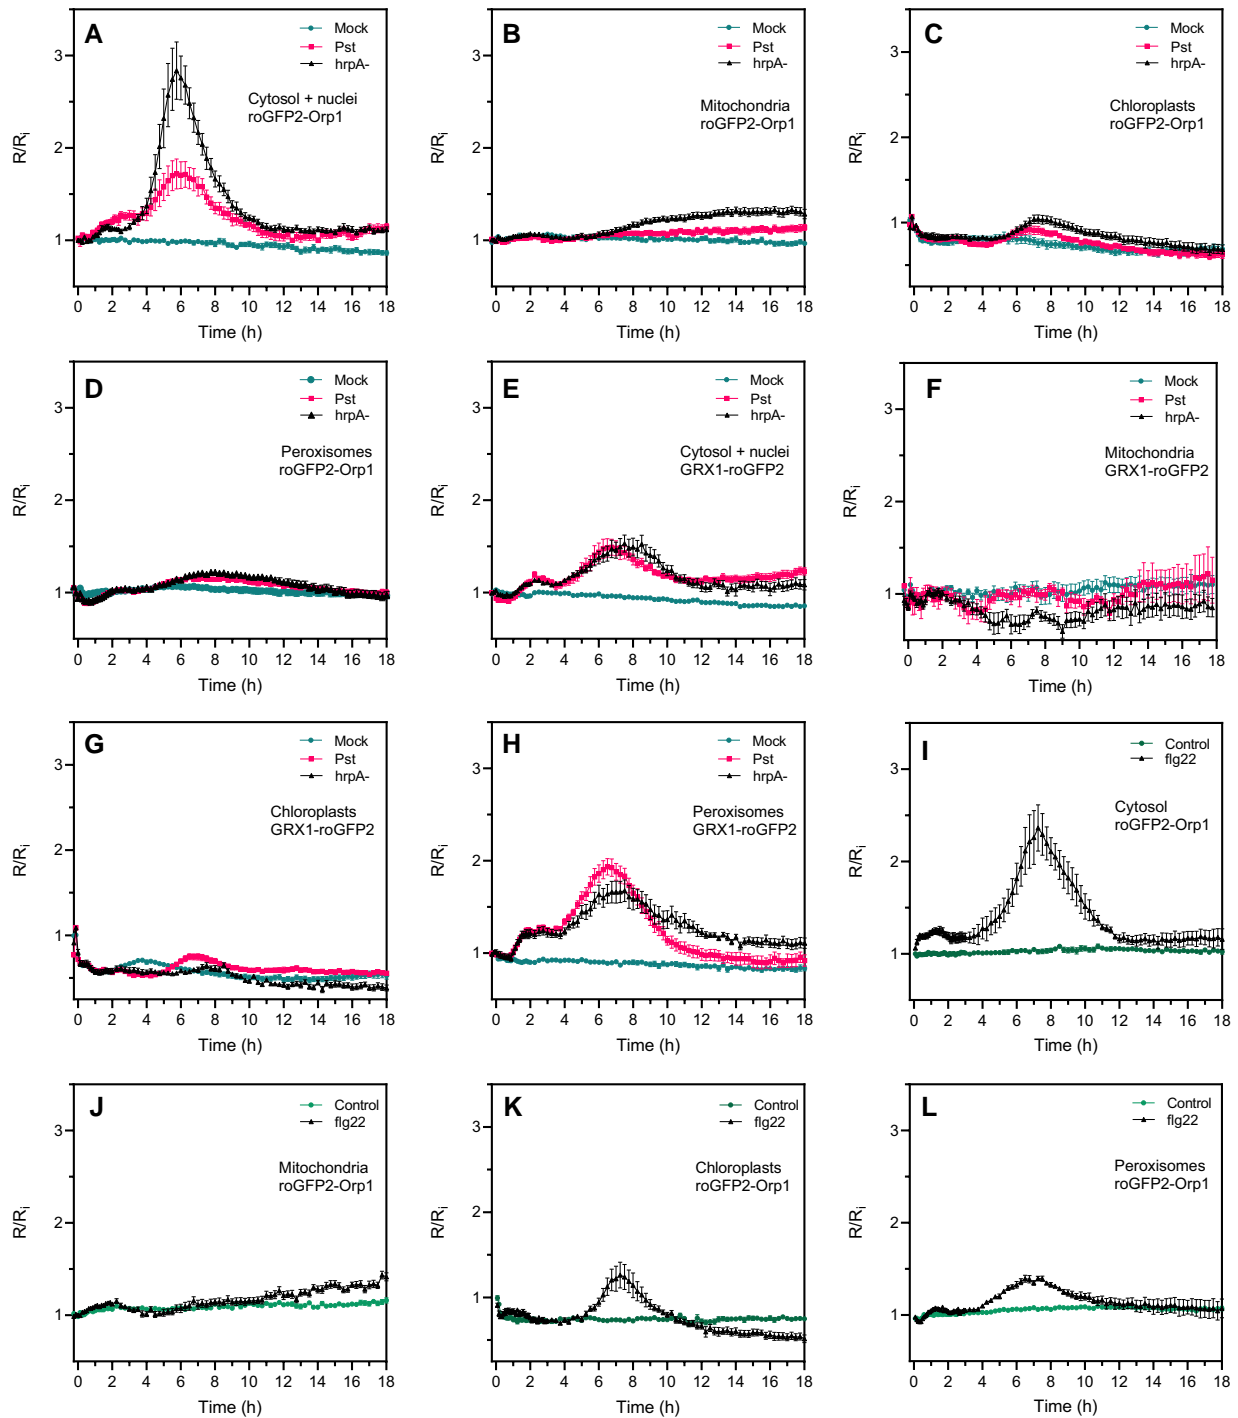 A
Mock
Pst
hrpA-
Cytosol + nuclei
roGFP2-Orp1
R/Ri
3
2
1
0 2 4 6 8 10 12 14 16 18
Time (h)
B
Mock
Pst
hrpA-
Mitochondria
roGFP2-Orp1
R/Ri
3
2
1
0 2 4 6 8 10 12 14 16 18
Time (h)
C
Mock
Pst
hrpA-
Chloroplasts
roGFP2-Orp1
R/Ri
3
2
1
0 2 4 6 8 10 12 14 16 18
Time (h)
D
Mock
Pst
hrpA-
Peroxisomes
roGFP2-Orp1
R/Ri
3
2
1
0 2 4 6 8 10 12 14 16 18
Time (h)
E
Mock
Pst
hrpA-
Cytosol + nuclei
GRX1-roGFP2
R/Ri
3
2
1
0 2 4 6 8 10 12 14 16 18
Time (h)
F
Mock
Pst
hrpA-
Mitochondria
GRX1-roGFP2
R/Ri
3
2
1
0 2 4 6 8 10 12 14 16 18
Time (h)
G
Mock
Pst
hrpA-
Chloroplasts
GRX1-roGFP2
R/Ri
3
2
1
0 2 4 6 8 10 12 14 16 18
Time (h)
H
Mock
Pst
hrpA-
Peroxisomes
GRX1-roGFP2
R/Ri
3
2
1
0 2 4 6 8 10 12 14 16 18
Time (h)
I
Control
flg22
Cytosol
roGFP2-Orp1
R/Ri
3
2
1
0 2 4 6 8 10 12 14 16 18
Time (h)
J
Control
flg22
Mitochondria
roGFP2-Orp1
R/Ri
3
2
1
0 2 4 6 8 10 12 14 16 18
Time (h)
K
Control
flg22
Chloroplasts
roGFP2-Orp1
R/Ri
3
2
1
0 2 4 6 8 10 12 14 16 18
Time (h)
L
Control
flg22
Peroxisomes
roGFP2-Orp1
R/Ri
3
2
1
0 2 4 6 8 10 12 14 16 18
Time (h)